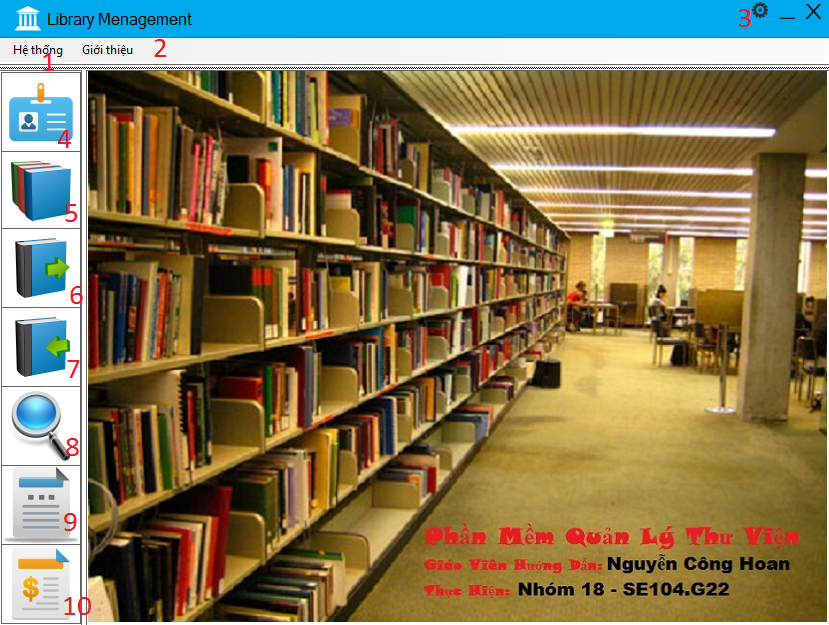 Library Menagement
3
Hệ thống Giới thiệu 2
1
4
5
6
7
8
9
10
Phần Mềm Quản Lý Thư Viện
Giáo Viên Hướng Dẫn: Nguyễn Công Hoan
Thực Hiện: Nhóm 18 - SE104.G22